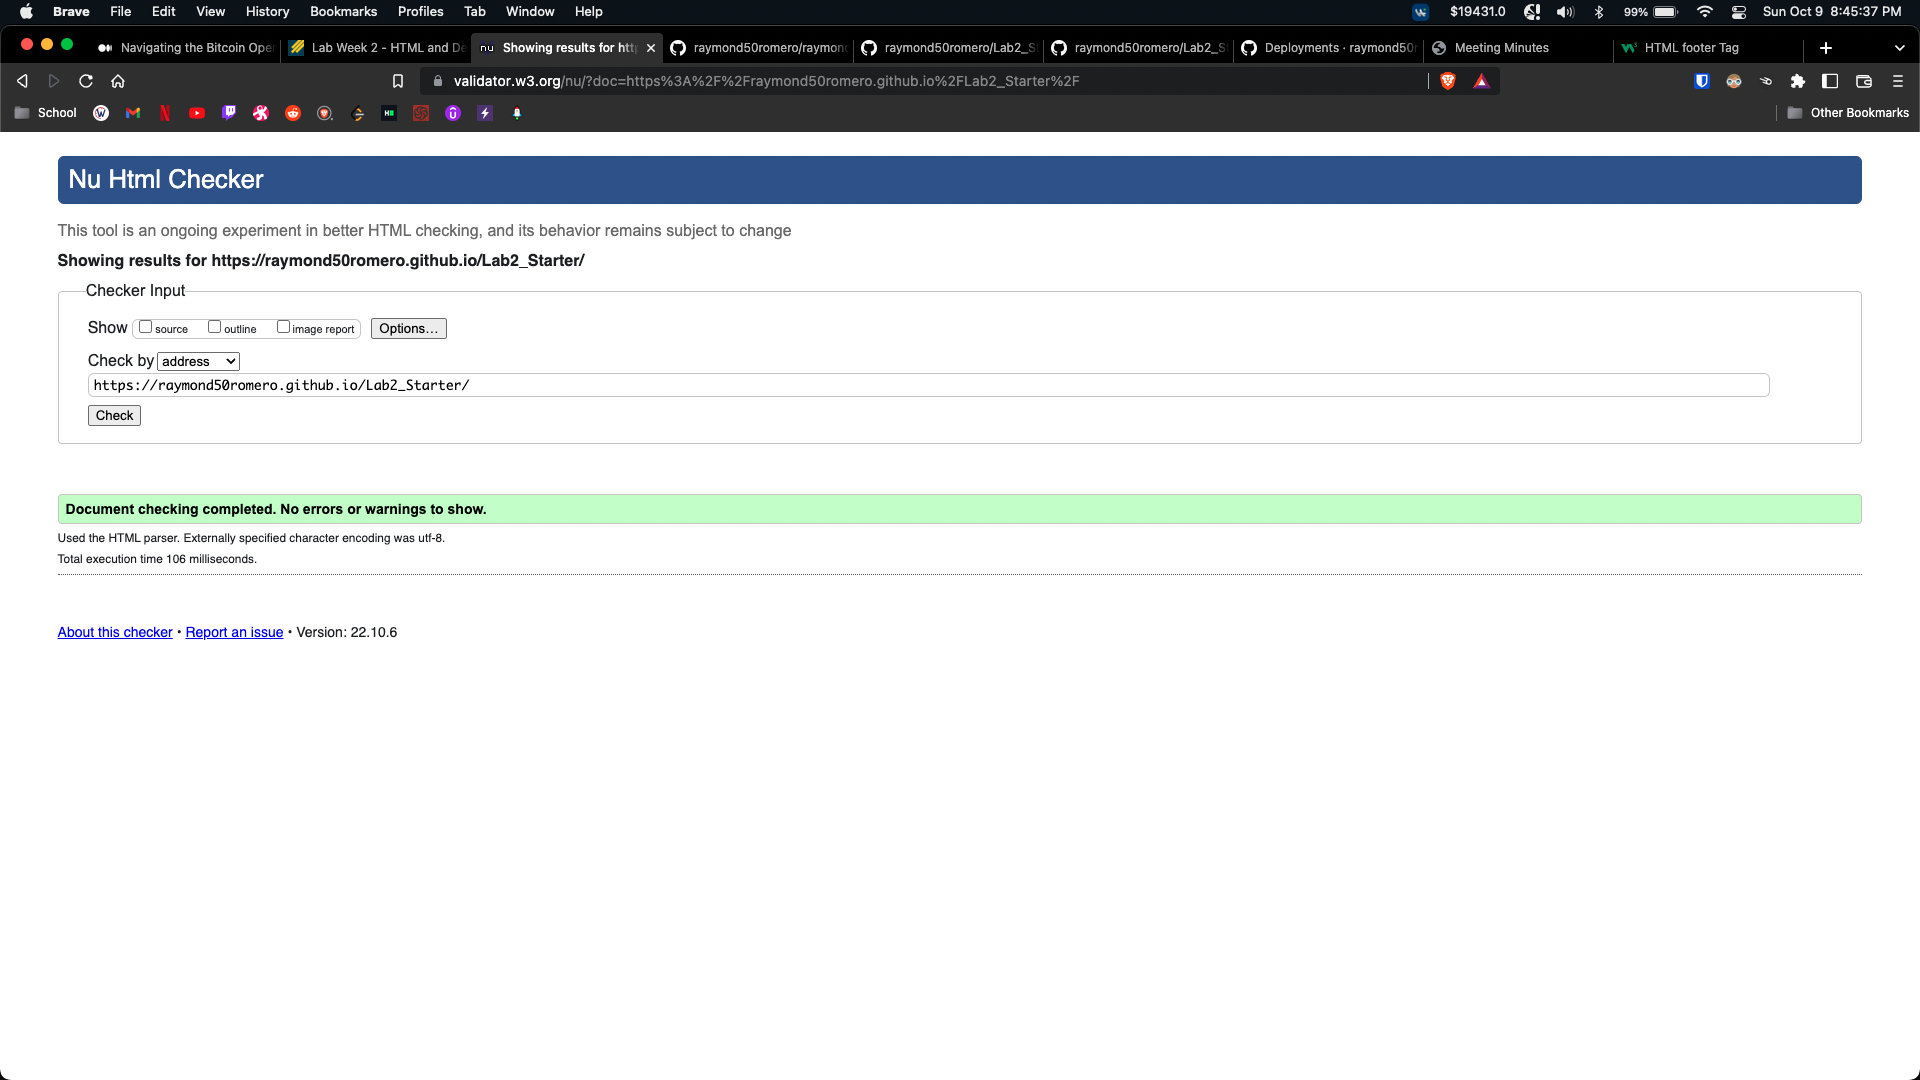 Brave File Edit View History Bookmarks Profiles Tab Window Help $19431.0 99% Sun Oct 9 8:45:37 PM
Navigating the Bitcoin Ope Lab Week 2 - HTML and De nu Showing results for htt raymond50romero/raymon raymond50romero/Lab2_S raymond50romero/Lab2_S Deployments · raymond50r Meeting Minutes HTML footer Tag
validator.w3.org/nu/?doc=https%3A%2F%2Fraymond50romero.github.io%2FLab2_Starter%2F
School Other Bookmarks
Nu Html Checker
This tool is an ongoing experiment in better HTML checking, and its behavior remains subject to change
Showing results for https://raymond50romero.github.io/Lab2_Starter/
Checker Input
Show source outline image report Options...
Check by address
https://raymond50romero.github.io/Lab2_Starter/
Check
Document checking completed. No errors or warnings to show.
Used the HTML parser. Externally specified character encoding was utf-8.
Total execution time 106 milliseconds.
About this checker • Report an issue • Version: 22.10.6